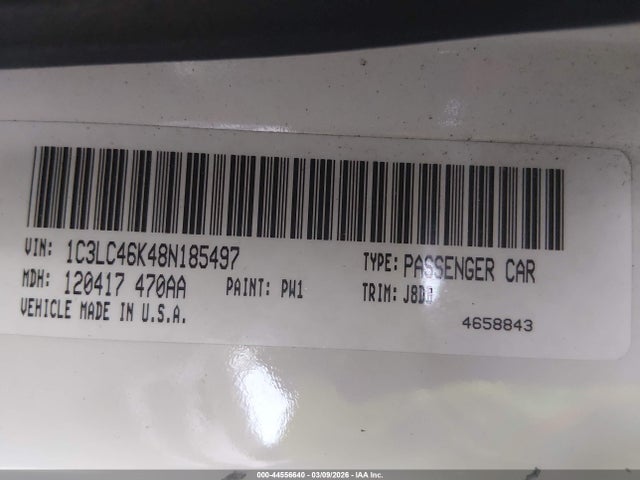 VIN: 1C3LC46K48N185497 TYPE: PASSENGER CAR
MDH: 120417 470AA PAINT: PW1 TRIM:
VEHICLE MADE IN U.S.A.
4658843
000-44556640 - 03/09/2026 - IAA Inc.